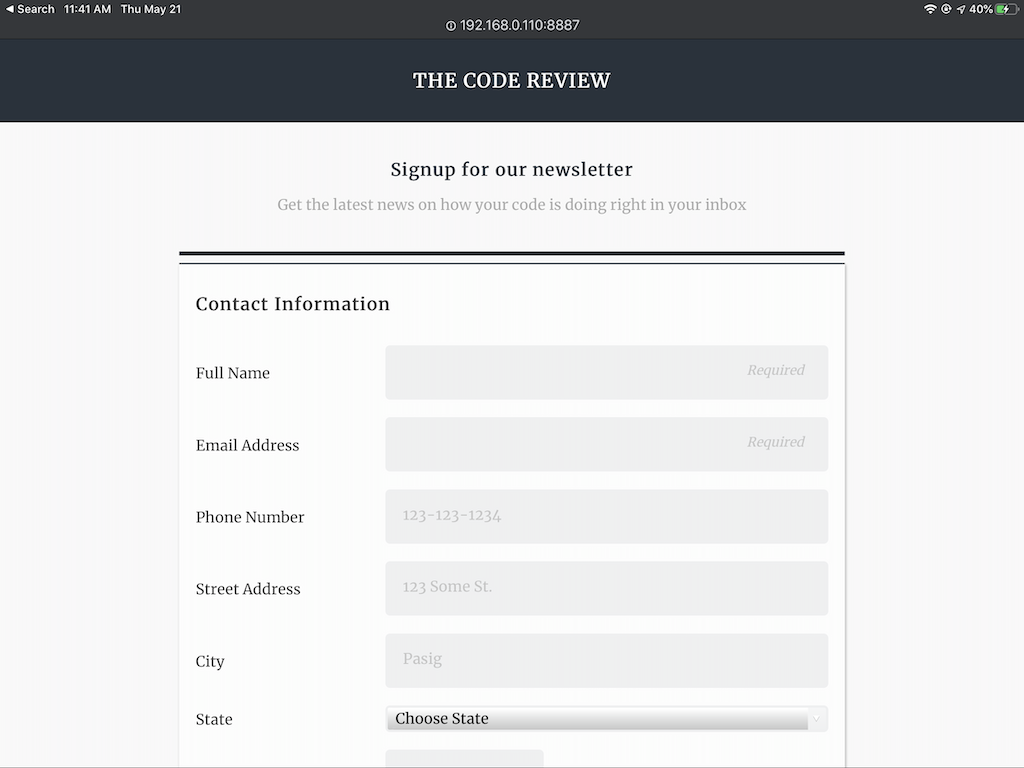 Search 11:41 AM Thu May 21 40%
192.168.0.110:8887
THE CODE REVIEW
Signup for our newsletter
Get the latest news on how your code is doing right in your inbox
Contact Information
Full Name Required
Email Address Required
Phone Number 123-123-1234
Street Address 123 Some St.
City Pasig
State Choose State